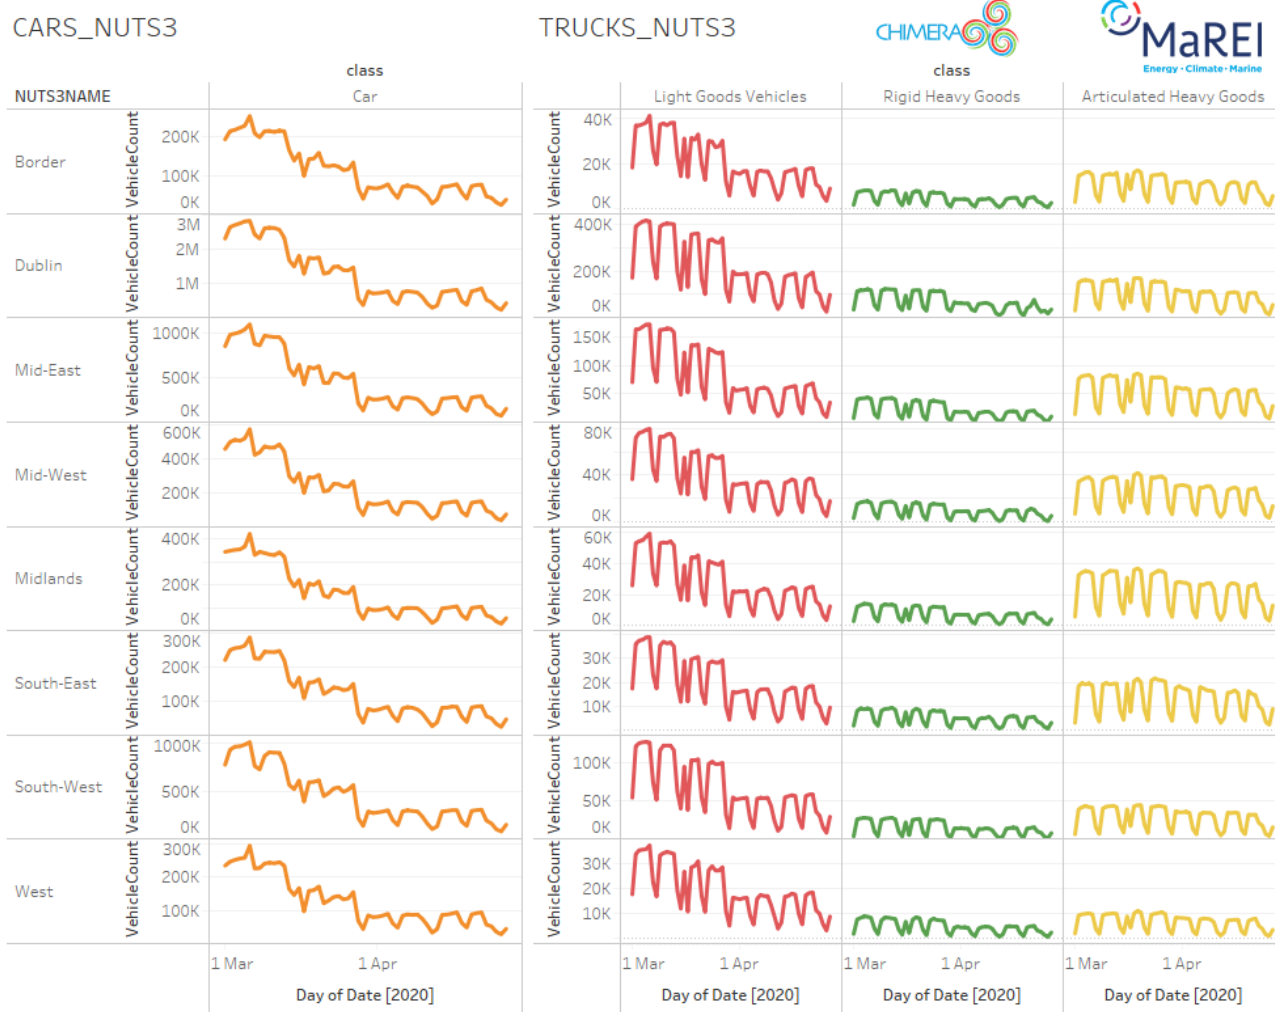 CARS_NUTS3
TRUCKS_NUTS3
CHIMERA
MaREI
Energy · Climate · Marine
class
class
NUTS3NAME
Car
Light Goods Vehicles
Rigid Heavy Goods
Articulated Heavy Goods
Border
VehicleCount
200K
100K
0K
VehicleCount
40K
20K
0K
Dublin
VehicleCount
3M
2M
1M
VehicleCount
400K
200K
0K
Mid-East
VehicleCount
1000K
500K
0K
VehicleCount
150K
100K
50K
Mid-West
VehicleCount
600K
400K
200K
VehicleCount
80K
40K
0K
Midlands
VehicleCount
400K
200K
0K
VehicleCount
60K
40K
20K
0K
South-East
VehicleCount
300K
200K
100K
VehicleCount
30K
20K
10K
South-West
VehicleCount
1000K
500K
0K
VehicleCount
100K
50K
0K
West
VehicleCount
300K
200K
100K
VehicleCount
30K
20K
10K
1 Mar
1 Apr
1 Mar
1 Apr
1 Mar
1 Apr
1 Mar
1 Apr
Day of Date [2020]
Day of Date [2020]
Day of Date [2020]
Day of Date [2020]